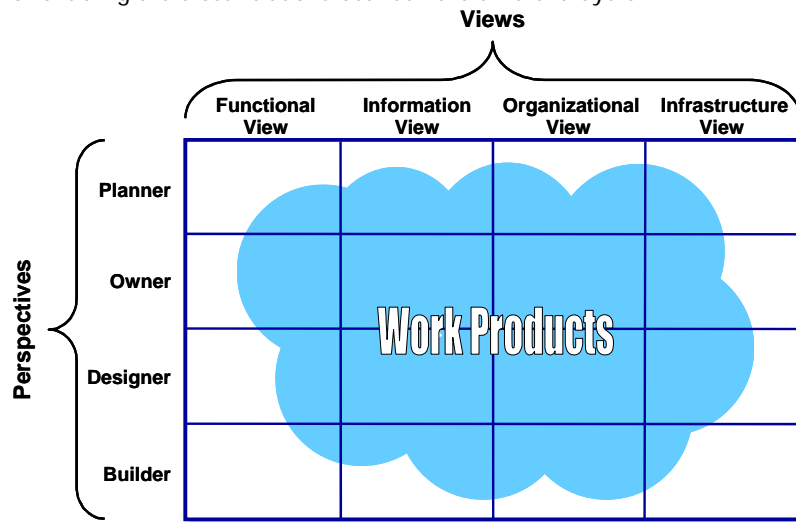 Views
Functional
View
Information
View
Organizational
View
Infrastructure
View
Perspectives
Planner
Owner
Designer
Builder
Work Products